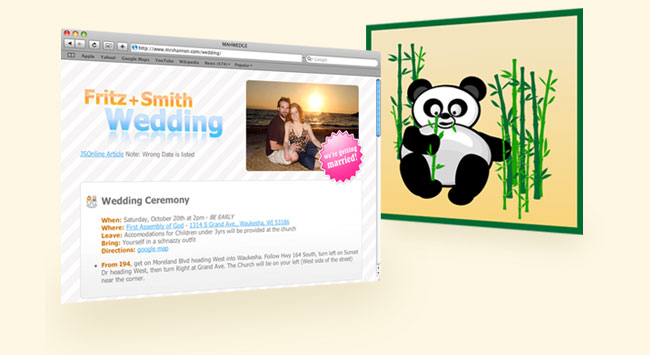 MAHWEDGE
http://www.mrshannon.com/wedding/
Google
Apple Yahoo! Google Maps YouTube Wikipedia News (676) Popular
Fritz+Smith
Wedding
JSOnline Article Note: Wrong Date is listed
we're getting
married!
Wedding Ceremony
When: Saturday, October 20th at 2pm - BE EARLY
Where: First Assembly of God - 1314 S Grand Ave., Waukesha, WI 53186
Leave: Accomodations for Children under 3yrs will be provided at the church
Bring: Yourself in a schnazzy outfit
Directions: google map
From I94, get on Moreland Blvd heading West into Waukesha. Follow Hwy 164 South, turn left on Sunset
Dr heading West, then turn Right at Grand Ave. The Church will be on your left (West side of the street)
near the corner.